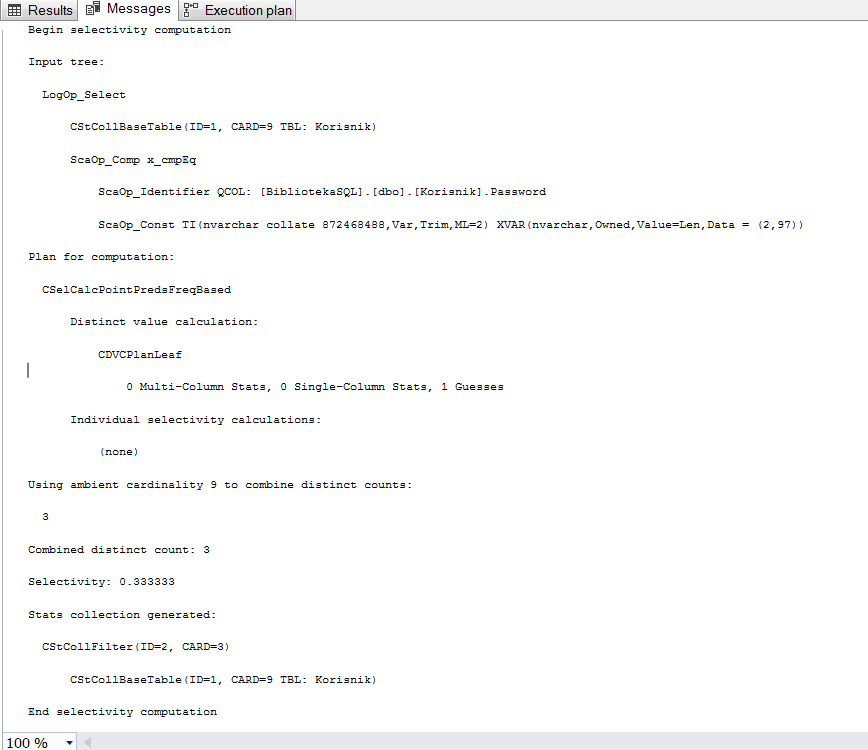 Results Messages Execution plan
Begin selectivity computation
Input tree:
LogOp_Select
CStCollBaseTable(ID=1, CARD=9 TBL: Korisnik)
ScaOp_Comp x_cmpEq
ScaOp_Identifier QCOL: [BibliotekaSQL].[dbo].[Korisnik].Password
ScaOp_Const TI(nvarchar collate 872468488,Var,Trim,ML=2) XVAR(nvarchar,Owned,Value=Len,Data = (2,97))
Plan for computation:
CSelCalcPointPredsFreqBased
Distinct value calculation:
CDVCPlanLeaf
0 Multi-Column Stats, 0 Single-Column Stats, 1 Guesses
Individual selectivity calculations:
(none)
Using ambient cardinality 9 to combine distinct counts:
3
Combined distinct count: 3
Selectivity: 0.333333
Stats collection generated:
CStCollFilter(ID=2, CARD=3)
CStCollBaseTable(ID=1, CARD=9 TBL: Korisnik)
End selectivity computation
100 %